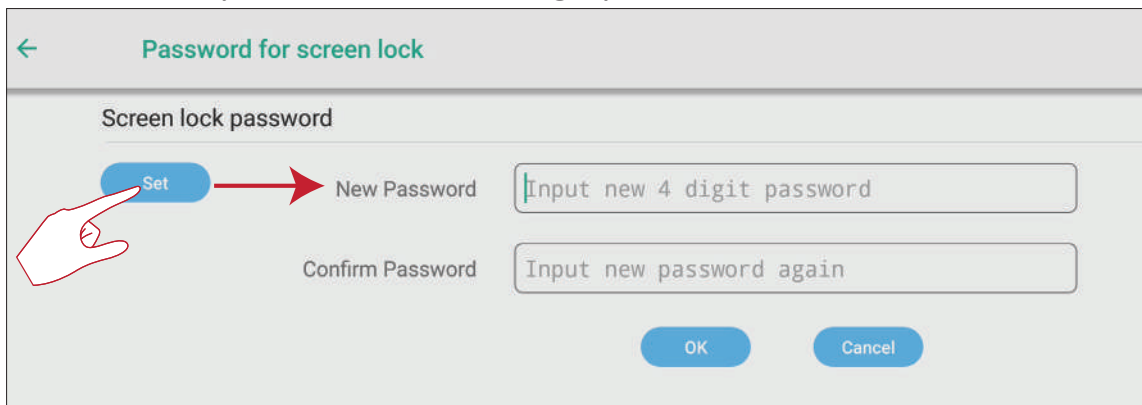 Password for screen lock
Screen lock password
Set
New Password
Input new 4 digit password
Confirm Password
Input new password again
OK
Cancel